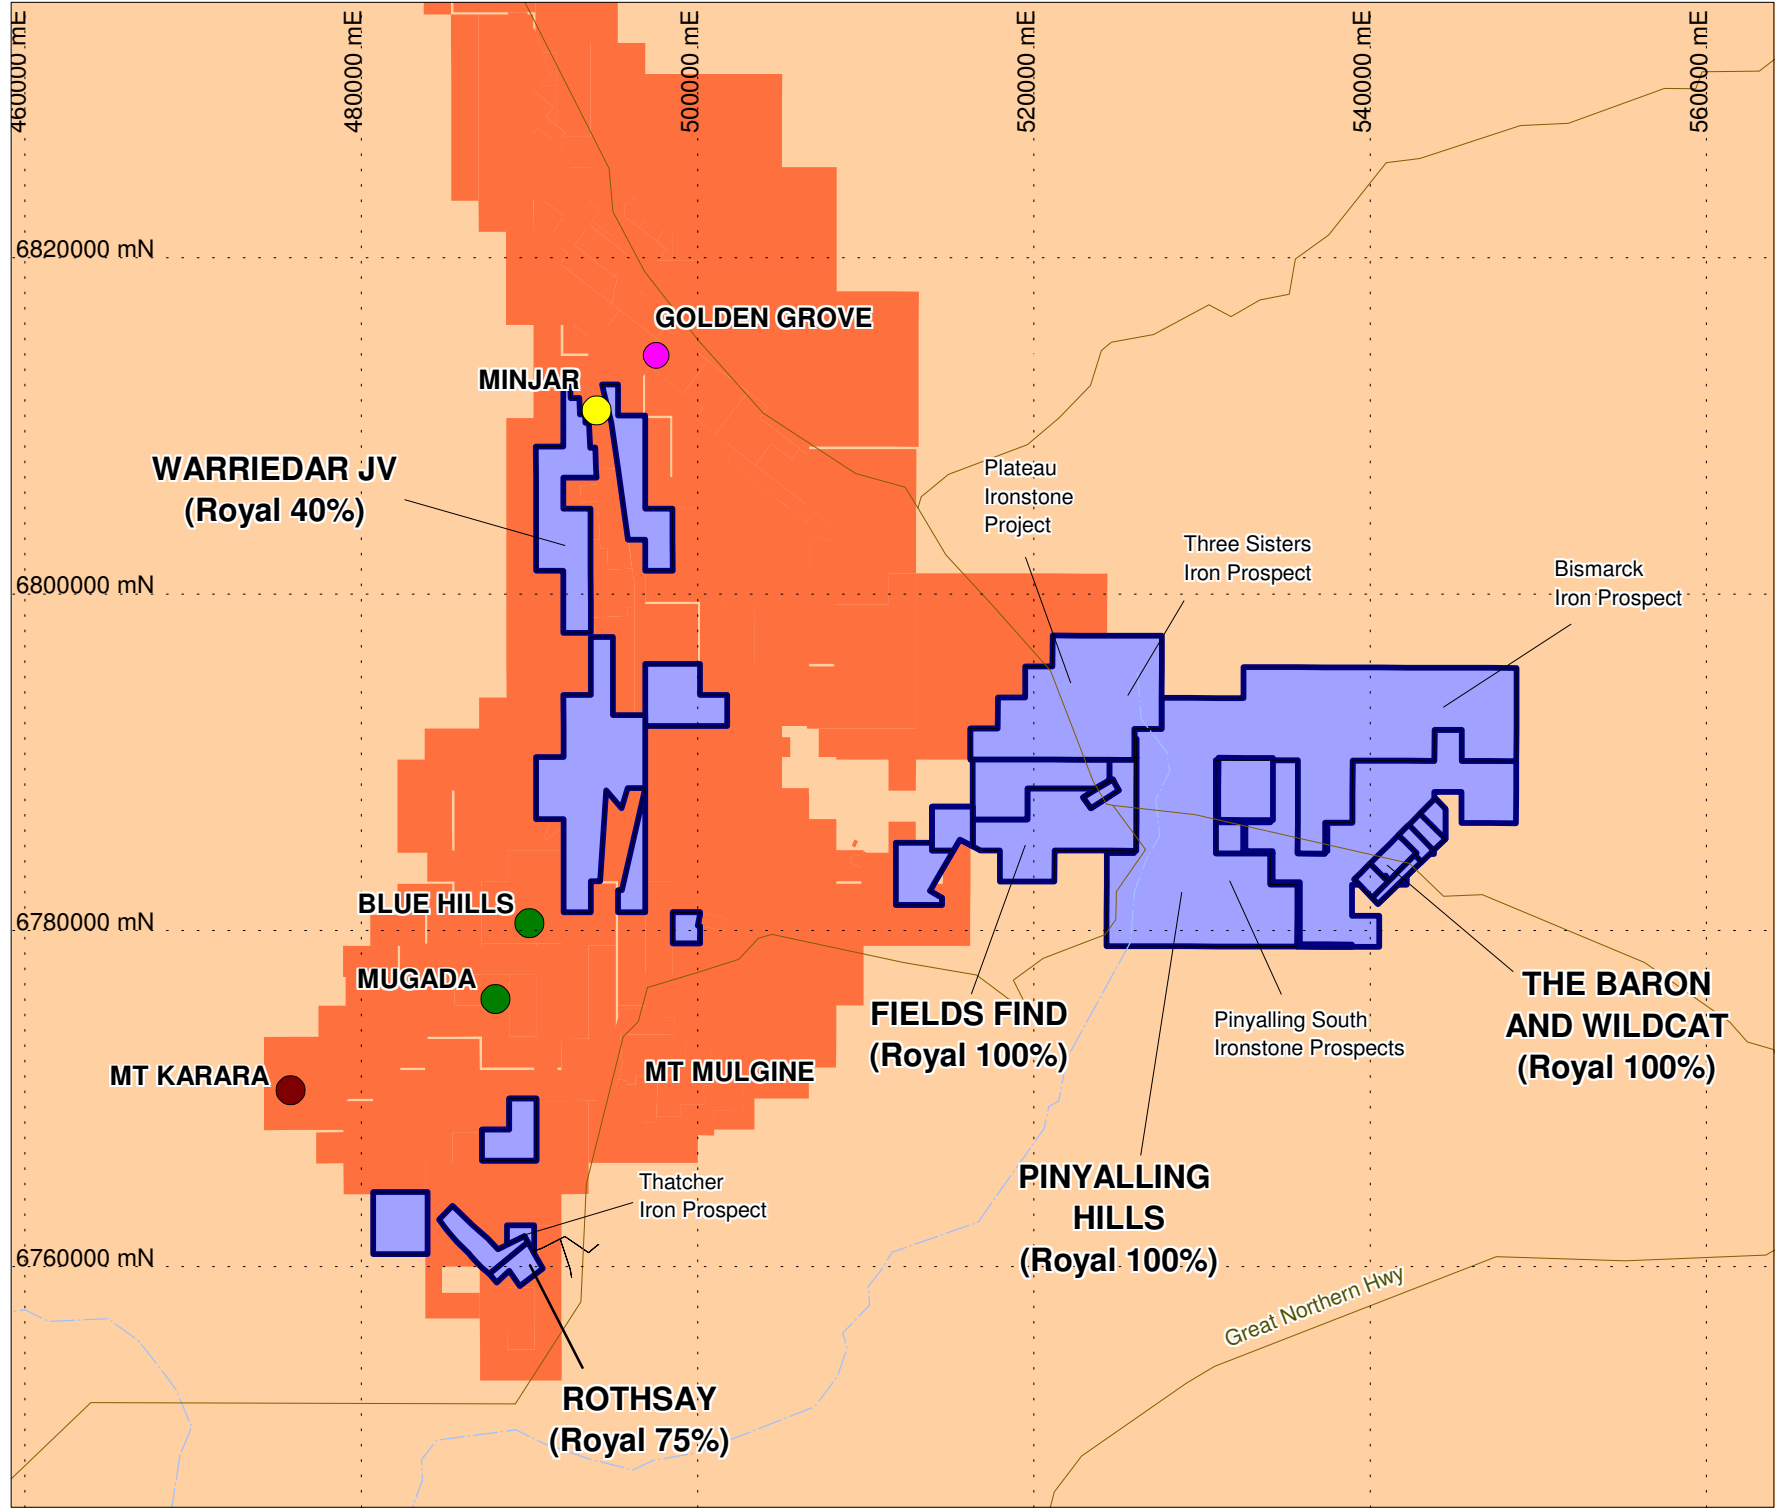 460000 mE
480000 mE
500000 mE
520000 mE
540000 mE
560000 mE
6820000 mN
GOLDEN GROVE
MINJAR
WARRIEDAR JV
(Royal 40%)
Plateau
Ironstone
Project
Three Sisters
Iron Prospect
Bismarck
Iron Prospect
6800000 mN
BLUE HILLS
6780000 mN
MUGADA
MT KARARA
MT MULGINE
FIELDS FIND
(Royal 100%)
Pinyalling South
Ironstone Prospects
THE BARON
AND WILDCAT
(Royal 100%)
Thatcher
Iron Prospect
PINYALLING
HILLS
(Royal 100%)
6760000 mN
Great Northern Hwy
ROTHSAY
(Royal 75%)